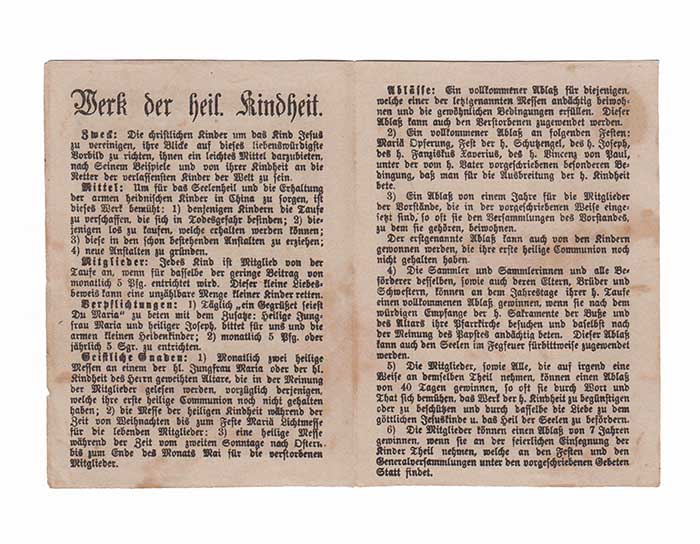 Werk der heil. Kindheit.
Zweck: Die christlichen Kinder um das Kind Jesus
zu vereinigen, ihre Blicke auf dieses liebenswürdigste
Vorbild zu richten, ihnen ein leichtes Mittel darzubieten,
nach Seinem Beispiele und von ihrer Kindheit an die
Retter der verlassensten Kinder der Welt zu sein.
Mittel: Um für das Seelenheil und die Erhaltung
der armen heidnischen Kinder in China zu sorgen, ist
dieses Werk bemüht: 1) denjenigen Kindern die Taufe
zu verschaffen, die sich in Todesgefahr befinden; 2) die-
jenigen los zu kaufen, welche erhalten werden können;
3) diese in den schon bestehenden Anstalten zu erziehen;
4) neue Anstalten zu gründen.
Mitglieder: Jedes Kind ist Mitglied von der
Taufe an, wenn für dasselbe der geringe Beitrag von
monatlich 5 Pfg. entrichtet wird. Dieser kleine Liebes-
beweis kann eine unzählbare Menge kleiner Kinder retten.
Verpflichtungen: 1) Täglich „ein Gegrüßet seist
Du Maria“ zu beten mit dem Zusatze: Heilige Jung-
frau Maria und heiliger Joseph, bittet für uns und die
armen kleinen Heidenkinder; 2) monatlich 5 Pfg. oder
jährlich 5 Sgr. zu entrichten.
Geistliche Gnaden: 1) Monatlich zwei heilige
Messen an einem der hl. Jungfrau Maria oder der hl.
Kindheit des Herrn geweihten Altare, die in der Meinung
der Mitglieder gelesen werden, vorzüglich derjenigen,
welche ihre erste heilige Communion noch nicht gehalten
haben; 2) die Messe der heiligen Kindheit während der
Zeit von Weihnachten bis zum Feste Mariä Lichtmesse
für die lebenden Mitglieder; 3) eine heilige Messe
während der Zeit vom zweiten Sonntage nach Ostern,
bis zum Ende des Monats Mai für die verstorbenen
Mitglieder.
Ablässe: Ein vollkommener Ablaß für diejenigen,
welche einer der letztgenannten Messen andächtig beiwoh-
nen und die gewöhnlichen Bedingungen erfüllen. Dieser
Ablaß kann auch den Verstorbenen zugewendet werden.
2) Ein vollkommener Ablaß an folgenden Festen:
Mariä Opferung, Fest der h. Schutzengel, des h. Joseph,
des h. Franziskus Xaverius, des h. Vincenz von Paul,
unter der vom h. Vater vorgeschriebenen besonderen Be-
dingung, daß man für die Ausbreitung der h. Kindheit
bete.
3) Ein Ablaß von einem Jahre für die Mitglieder
der Vorstände, die in der vorgeschriebenen Weise einge-
setzt sind, so oft sie den Versammlungen des Vorstandes,
zu dem sie gehören, beiwohnen.
Der erstgenannte Ablaß kann auch von den Kindern
gewonnen werden, die ihre erste heilige Communion noch
nicht gehalten haben.
4) Die Sammler und Sammlerinnen und alle Be-
förderer desselben, sowie auch deren Eltern, Brüder und
Schwestern, können an dem Jahrestage ihrer h. Taufe
einen vollkommenen Ablaß gewinnen, wenn sie nach dem
würdigen Empfange der h. Sakramente der Buße und
des Altars ihre Pfarrkirche besuchen und daselbst nach
der Meinung des Papstes andächtig beten. Dieser Ablaß
kann auch den Seelen im Fegfeuer fürbittweise zugewendet
werden.
5) Die Mitglieder, sowie Alle, die auf irgend eine
Weise an demselben Theil nehmen, können einen Ablaß
von 40 Tagen gewinnen, so oft sie durch Wort und
That sich bemühen, das Werk der h. Kindheit zu begünstigen
oder zu beschützen und durch dasselbe die Liebe zu dem
göttlichen Jesuskinde u. das Heil der Seelen zu befördern.
6) Die Mitglieder können einen Ablaß von 7 Jahren
gewinnen, wenn sie an der feierlichen Einsegnung der
Kinder Theil nehmen, welche an den Festen und den
Generalversammlungen unter den vorgeschriebenen Gebeten
Statt findet.